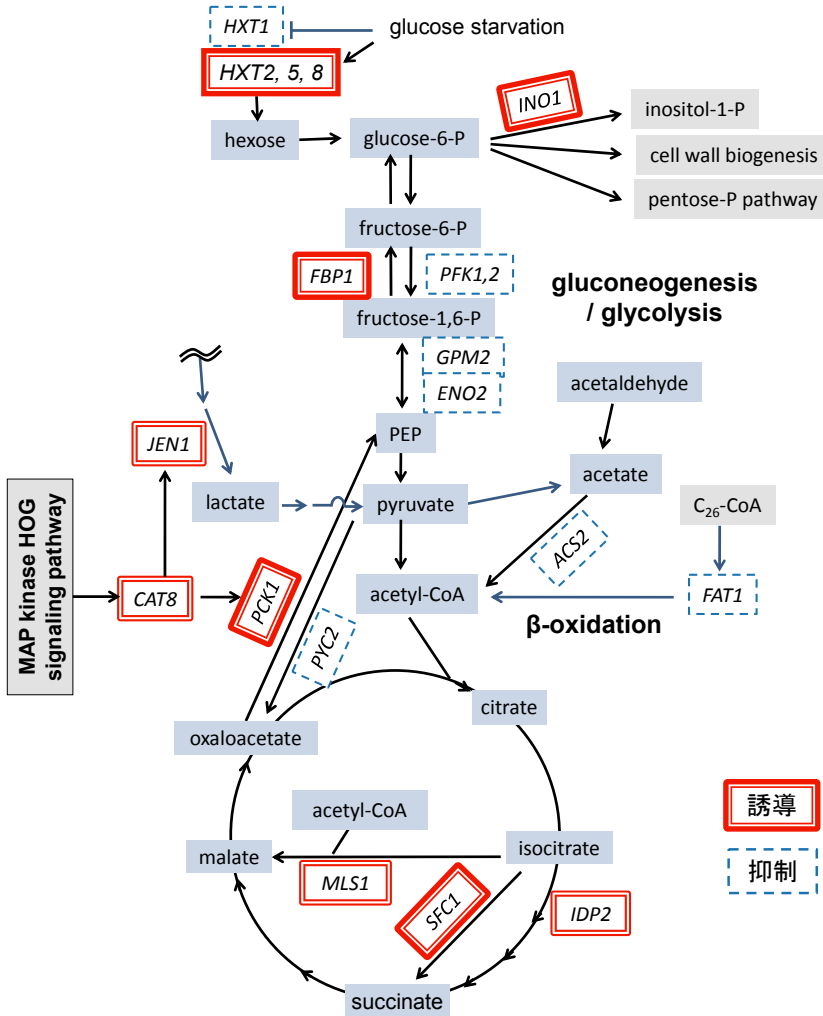 HXT1
glucose starvation
HXT2, 5, 8
INO1
inositol-1-P
hexose
glucose-6-P
cell wall biogenesis
pentose-P pathway
fructose-6-P
FBP1
PFK1,2
gluconeogenesis
/ glycolysis
fructose-1,6-P
GPM2
ENO2
acetaldehyde
JEN1
PEP
acetate
lactate
pyruvate
C26-CoA
MAP kinase HOG
signaling pathway
ACS2
CAT8
PCK1
acetyl-CoA
FAT1
β-oxidation
PYC2
citrate
oxaloacetate
acetyl-CoA
誘導
malate
isocitrate
抑制
MLS1
SFC1
IDP2
succinate